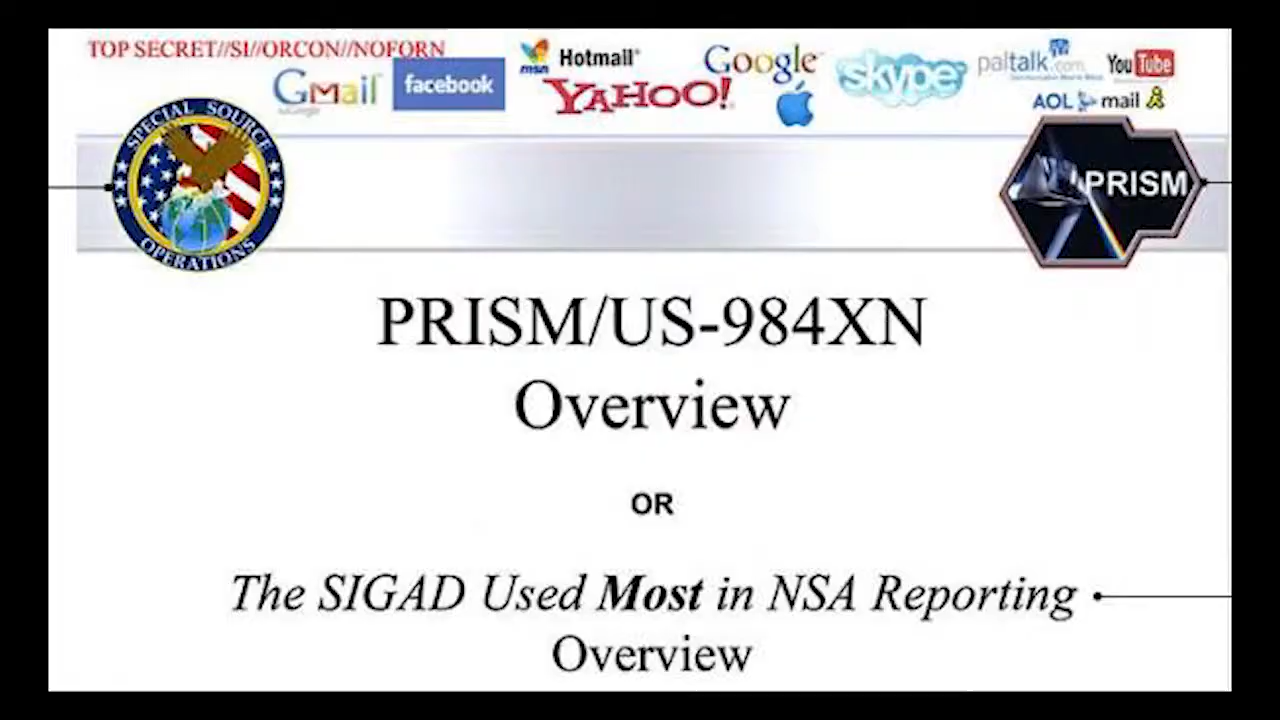 TOP SECRET//SI//ORCON//NOFORN
Gmail
facebook
msn Hotmail
YAHOO!
Google
skype
paltalk.com
YouTube
AOL mail
SPECIAL SOURCE OPERATIONS
PRISM
PRISM/US-984XN
Overview
OR
The SIGAD Used Most in NSA Reporting
Overview